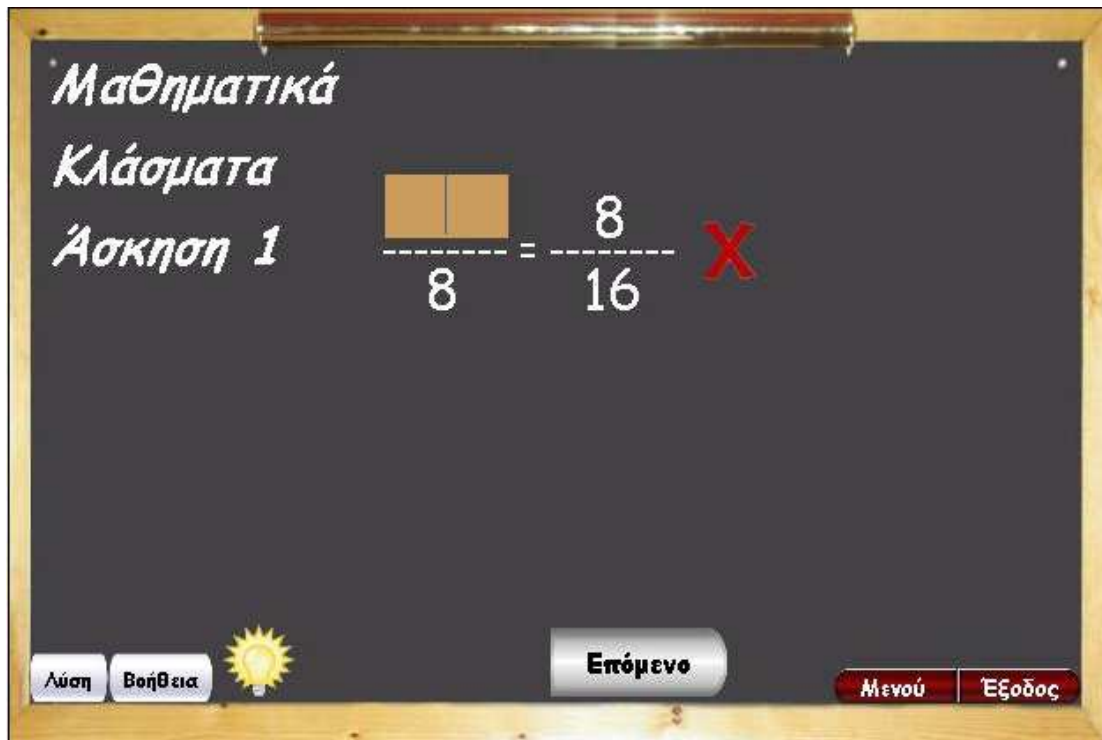 Μαθηματικά
Κλάσματα
Άσκηση 1
8
8
=
16
X
Λύση
Βοήθεια
Επόμενο
Μενού
Έξοδος